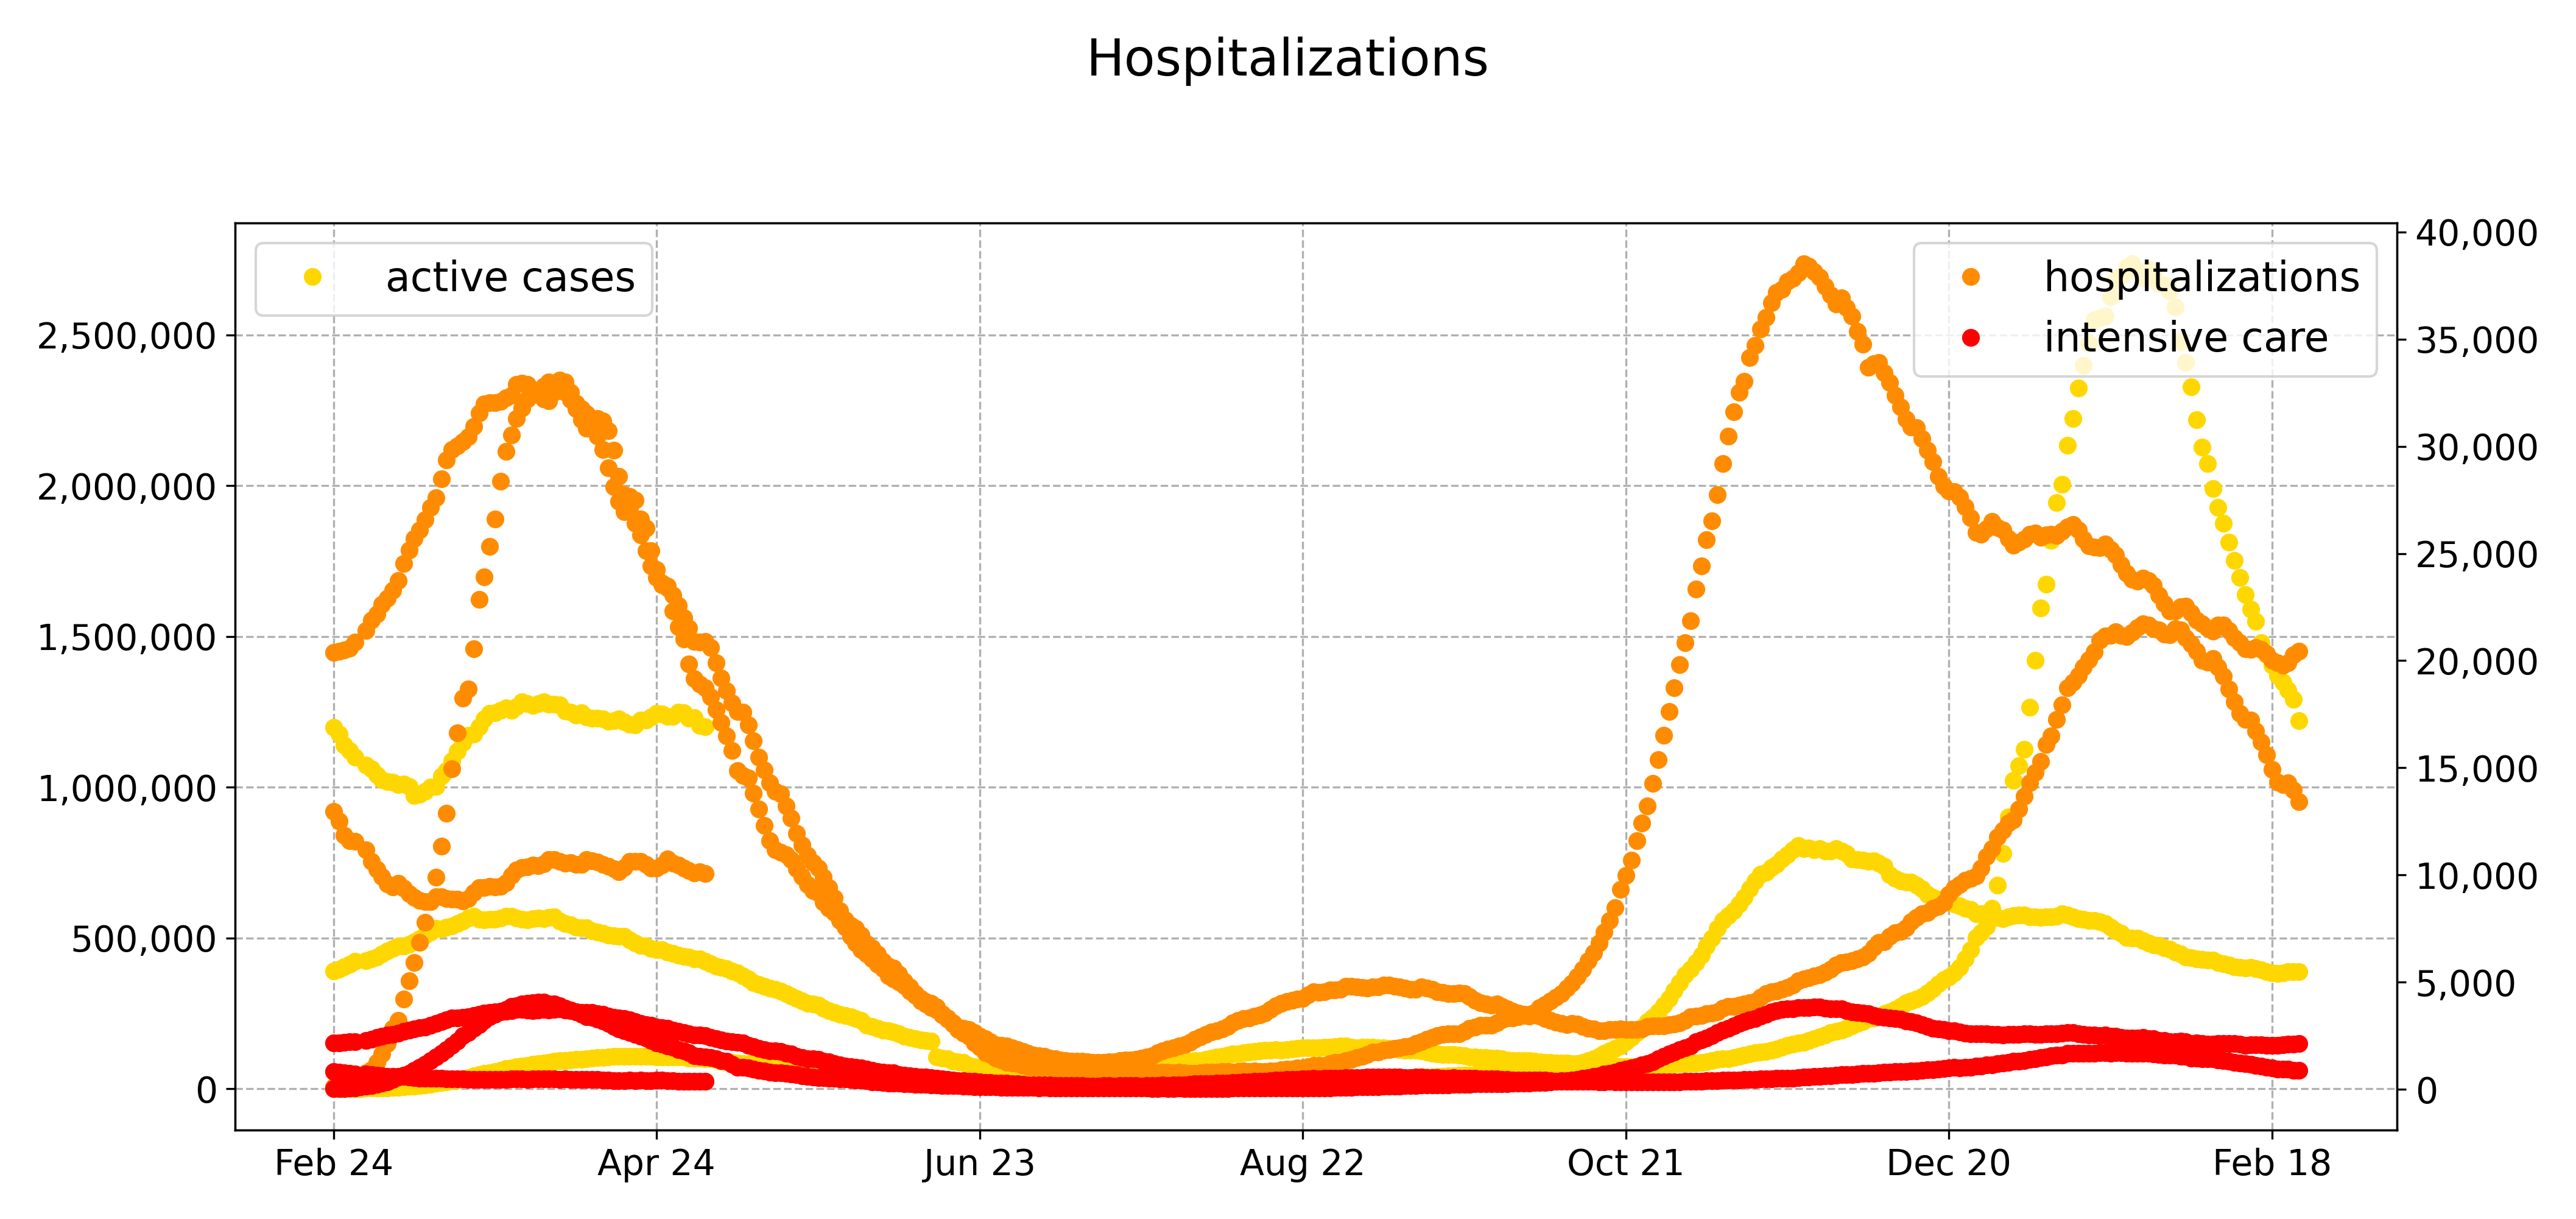 Hospitalizations
active cases
hospitalizations
intensive care
2,500,000
2,000,000
1,500,000
1,000,000
500,000
0
40,000
35,000
30,000
25,000
20,000
15,000
10,000
5,000
0
Feb 24
Apr 24
Jun 23
Aug 22
Oct 21
Dec 20
Feb 18